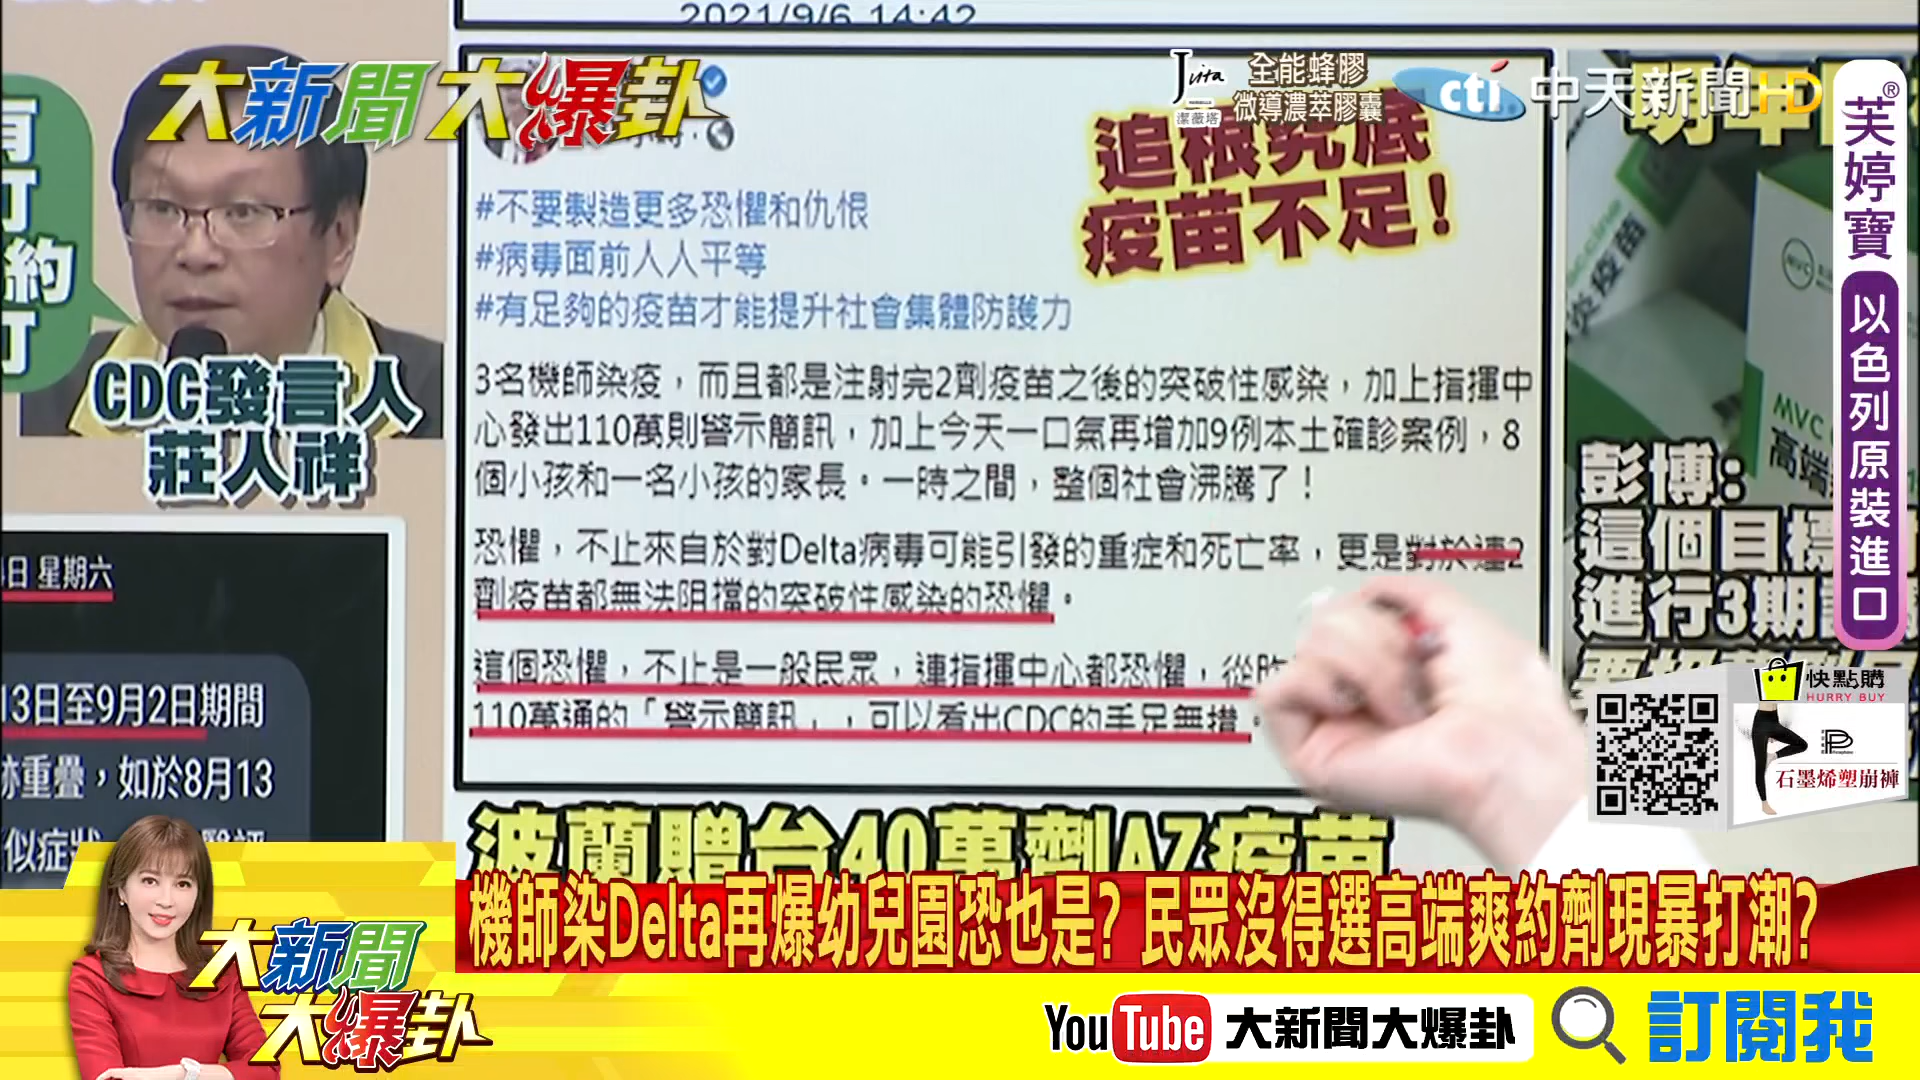 2021/9/6 14:42
大新聞大爆卦
Jvita
潔薇塔
全能蜂膠
微導濃萃膠囊
cti 中天新聞HD
追根究底
疫苗不足!
#不要製造更多恐懼和仇恨
#病毒面前人人平等
#有足夠的疫苗才能提升社會集體防護力
3名機師染疫，而且都是注射完2劑疫苗之後的突破性感染，加上指揮中
心發出110萬則警示簡訊，加上今天一口氣再增加9例本土確診案例，8
個小孩和一名小孩的家長。一時之間，整個社會沸騰了！
恐懼，不止來自於對Delta病毒可能引發的重症和死亡率，更是對於連2
劑疫苗都無法阻擋的突破性感染的恐懼。
這個恐懼，不止是一般民眾，連指揮中心都恐懼，從昨
110萬通的「警示簡訊」，可以看出CDC的手足無措。
CDC發言人
莊人祥
日 星期六
13日至9月2日期間
重疊，如於8月13
似症狀
MVC
疫苗
高端
彭博:
這個目標
進行3期
芙婷寶®
以色列原裝進口
快點購
HURRY BUY
石墨烯塑崩褲
波蘭贈台40萬劑AZ疫苗
機師染Delta再爆幼兒園恐也是? 民眾沒得選高端爽約劑現暴打潮?
大新聞
大爆卦
YouTube 大新聞大爆卦
訂閱我